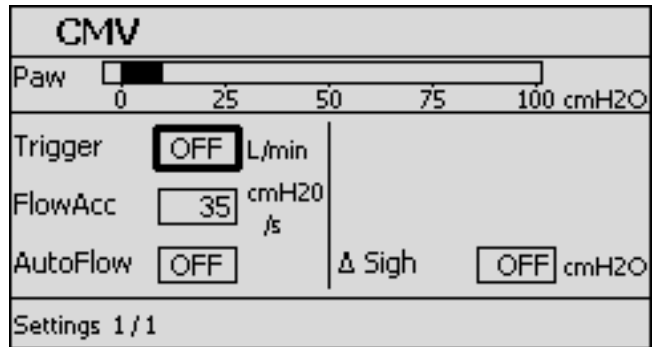 CMV
Paw
0 25 50 75 100 cmH2O
Trigger OFF L/min
FlowAcc 35 cmH20
/s
AutoFlow OFF Δ Sigh OFF cmH2O
Settings 1/1